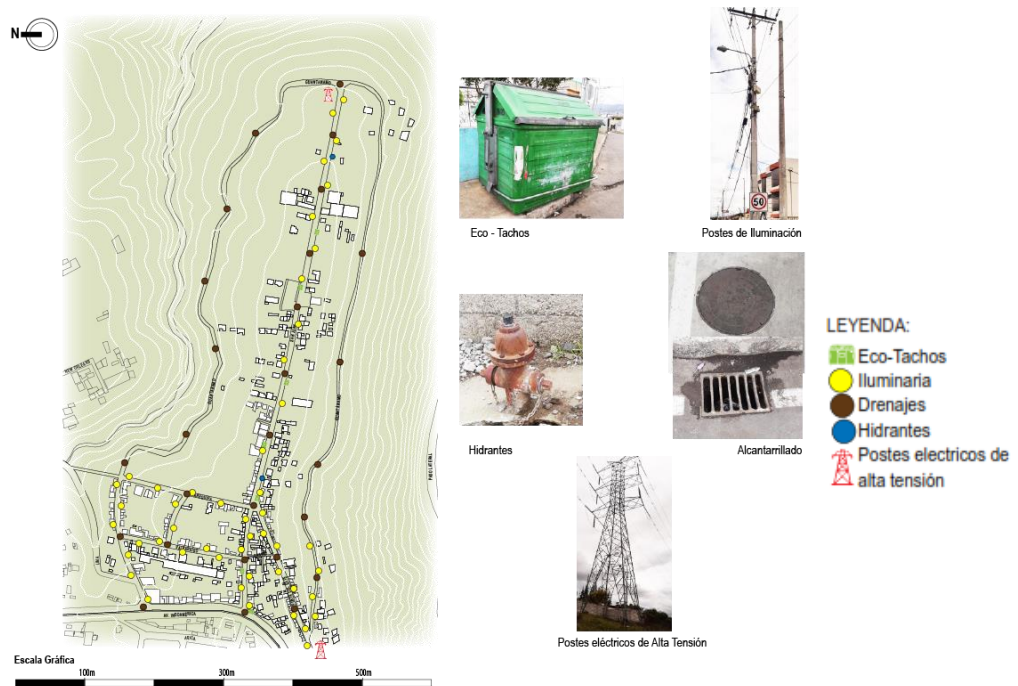 N
50
Eco - Tachos
Postes de Iluminación
Hidrantes
Alcantarrillado
LEYENDA:
Eco-Tachos
Iluminaria
Drenajes
Hidrantes
Postes electricos de
alta tensión
Postes eléctricos de Alta Tensión
Escala Gráfica
100m
300m
500m